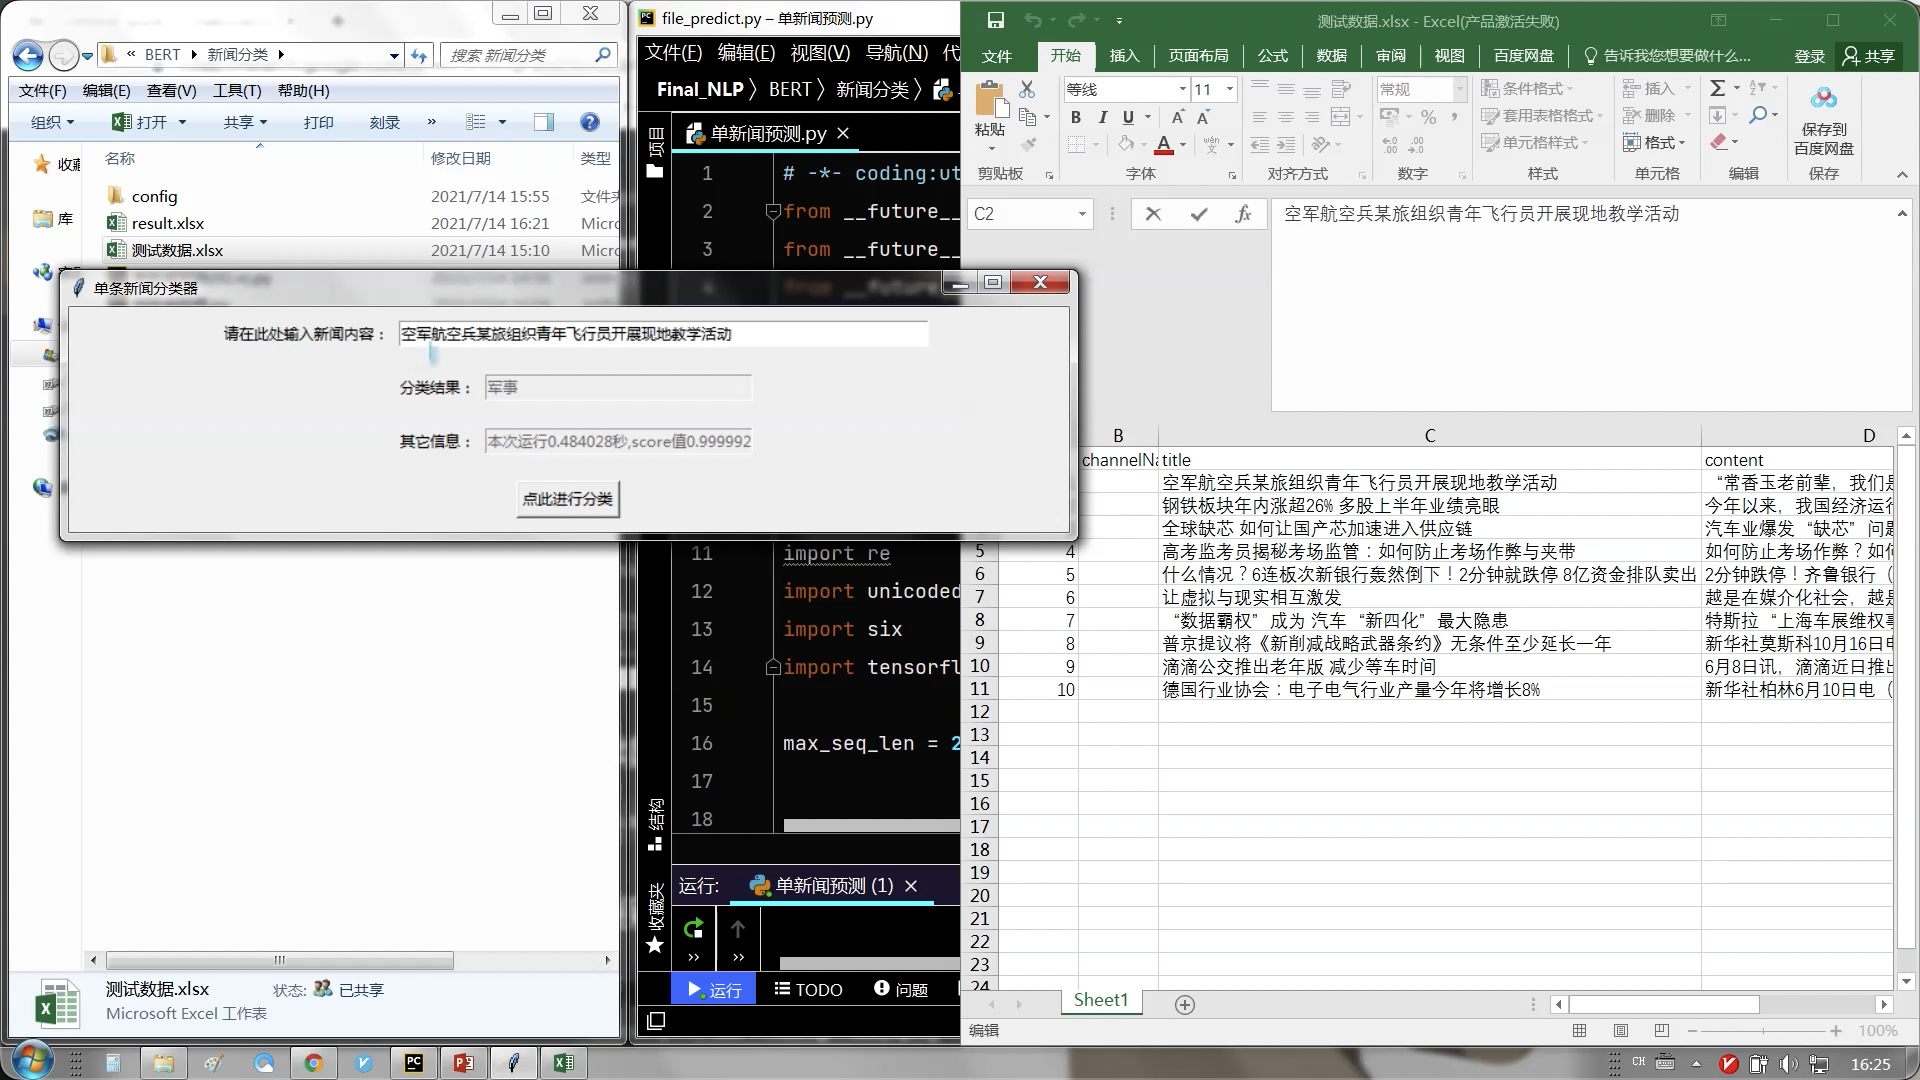 BERT 新闻分类
搜索 新闻分类
文件(F) 编辑(E) 查看(V) 工具(T) 帮助(H)
组织 打开 共享 打印 刻录 »
名称 修改日期 类型
config 2021/7/14 15:55
result.xlsx 2021/7/14 16:21
测试数据.xlsx 2021/7/14 15:10
库
测试数据.xlsx 状态: 已共享
Microsoft Excel 工作表
file_predict.py – 单新闻预测.py
文件(F) 编辑(E) 视图(V) 导航(N)
Final_NLP BERT 新闻分类
项目
单新闻预测.py
1 # -*- coding:ut
2 from __future__
3 from __future__
11 import re
12 import unicoded
13 import six
14 import tensorfl
15
16 max_seq_len = 2
17
18
结构
收藏夹
运行: 单新闻预测 (1)
运行 TODO 问题
单条新闻分类器
请在此处输入新闻内容： 空军航空兵某旅组织青年飞行员开展现地教学活动
分类结果： 军事
其它信息： 本次运行0.484028秒,score值0.999992
点此进行分类
测试数据.xlsx - Excel(产品激活失败)
文件 开始 插入 页面布局 公式 数据 审阅 视图 百度网盘 告诉我您想要做什么... 登录 共享
粘贴
等线 11
B I U
常规
条件格式
套用表格格式
单元格样式
插入
删除
格式
保存到
百度网盘
剪贴板 字体 对齐方式 数字 样式 单元格 编辑 保存
C2 空军航空兵某旅组织青年飞行员开展现地教学活动
B C D
channelNa title content
空军航空兵某旅组织青年飞行员开展现地教学活动 “常香玉老前辈，我们是
钢铁板块年内涨超26% 多股上半年业绩亮眼 今年以来，我国经济运行
全球缺芯 如何让国产芯加速进入供应链 汽车业爆发“缺芯”问题
5 4 高考监考员揭秘考场监管：如何防止考场作弊与夹带 如何防止考场作弊？如何
6 5 什么情况？6连板次新银行轰然倒下！2分钟就跌停 8亿资金排队卖出 2分钟跌停！齐鲁银行（
7 6 让虚拟与现实相互激发 越是在媒介化社会，越是
8 7 “数据霸权”成为 汽车 “新四化”最大隐患 特斯拉“上海车展维权事
9 8 普京提议将《新削减战略武器条约》无条件至少延长一年 新华社莫斯科10月16日电
10 9 滴滴公交推出老年版 减少等车时间 6月8日讯，滴滴近日推出
11 10 德国行业协会：电子电气行业产量今年将增长8% 新华社柏林6月10日电（
12
13
14
15
16
17
18
19
20
21
22
23
24
Sheet1
编辑 100%
CH 16:25